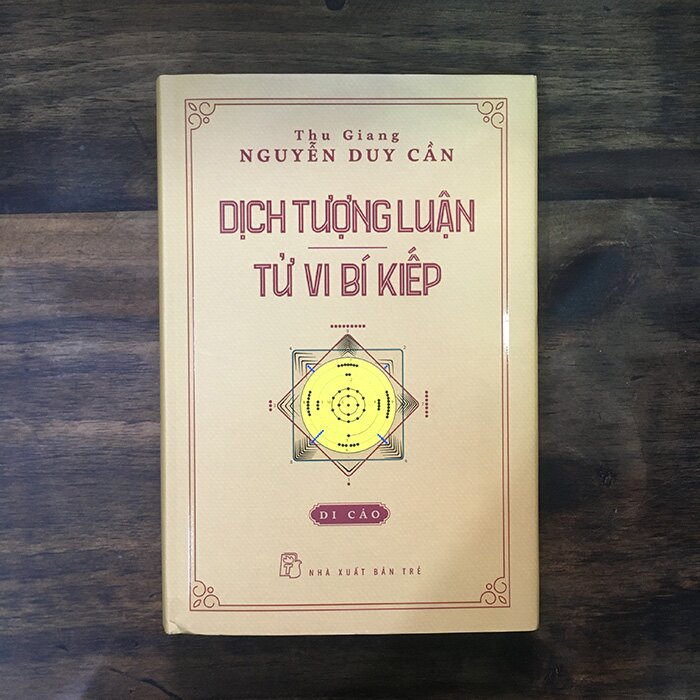 Thu Giang
NGUYỄN DUY CẦN
DỊCH TƯỢNG LUẬN
TỬ VI BÍ KIẾP
DI CẢO
NHÀ XUẤT BẢN TRẺ